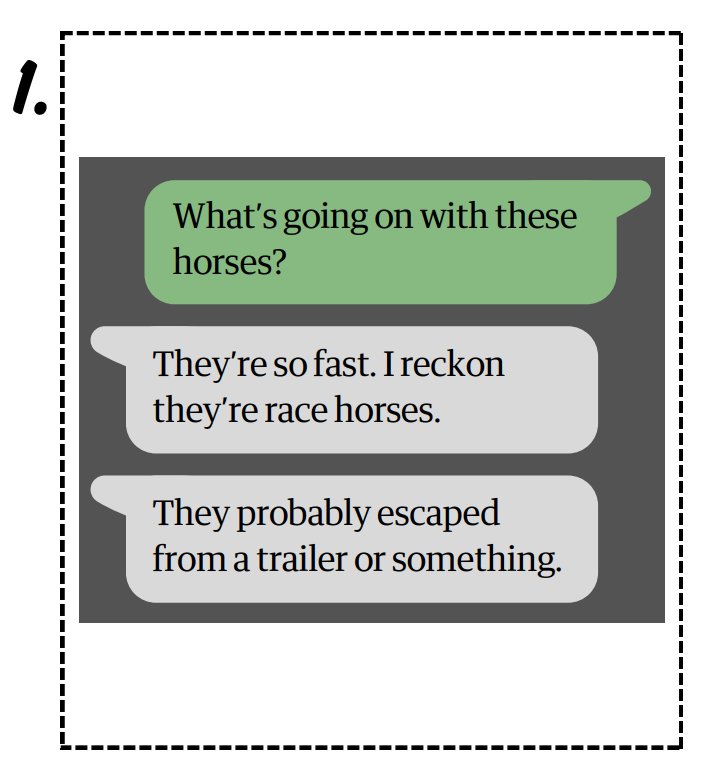 1.
What's going on with these
horses?
They're so fast. I reckon
they're race horses.
They probably escaped
from a trailer or something.